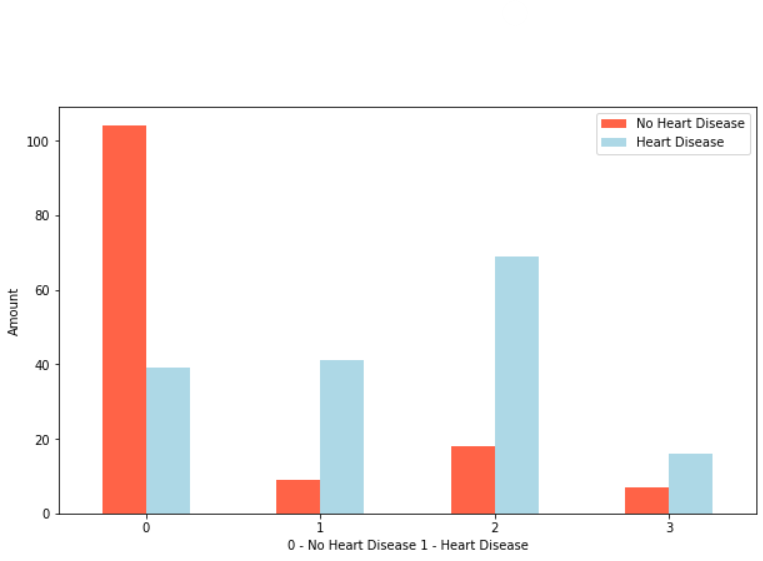 No Heart Disease
Heart Disease
100
80
60
40
20
0
Amount
0 1 2 3
0 - No Heart Disease 1 - Heart Disease